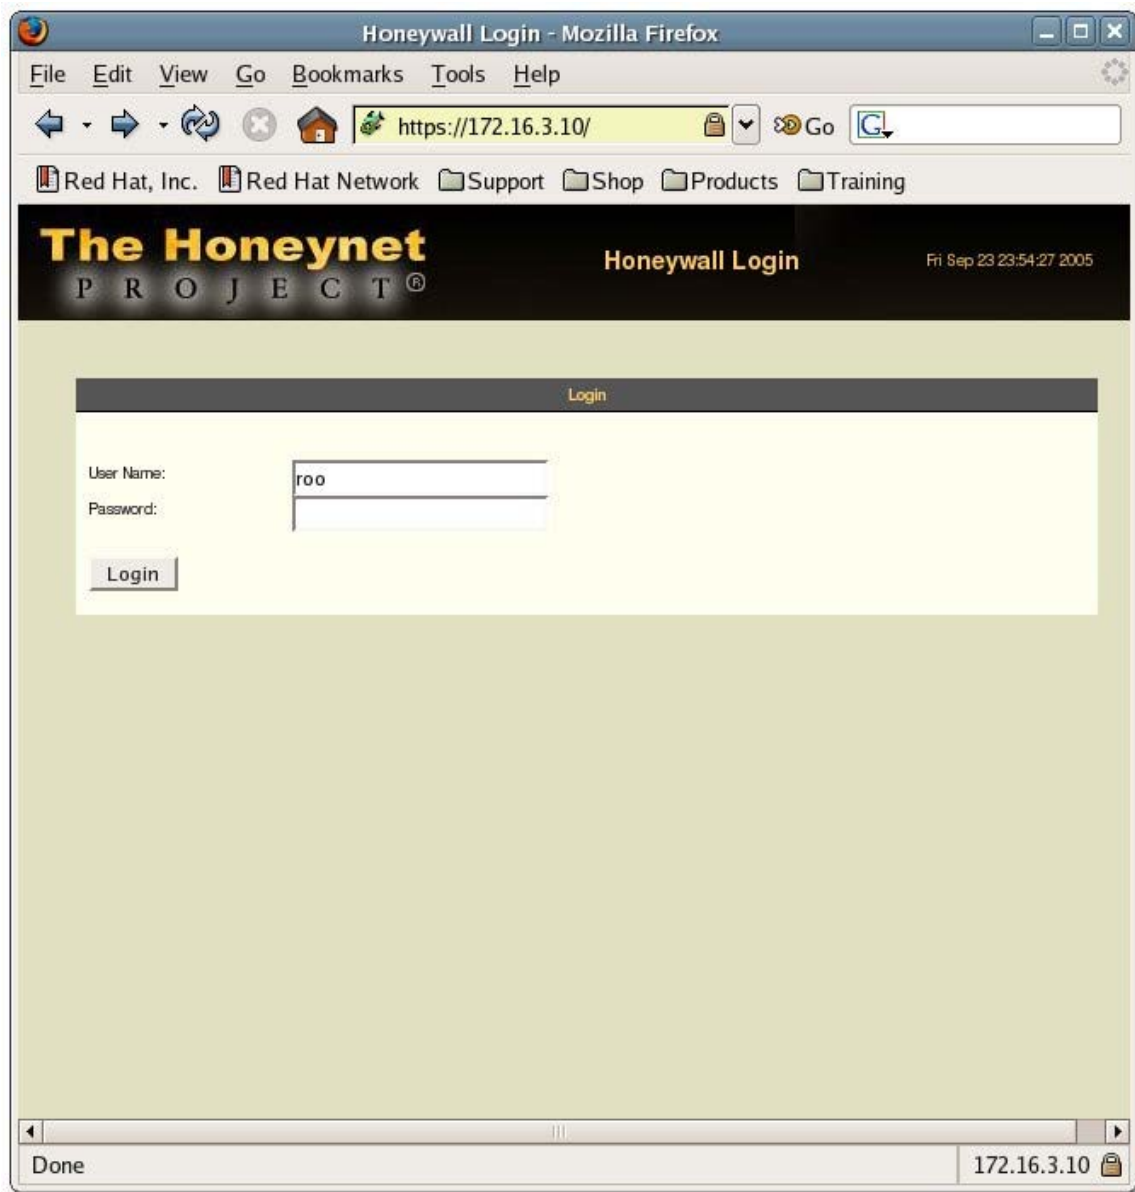 Honeywall Login - Mozilla Firefox
File Edit View Go Bookmarks Tools Help
https://172.16.3.10/ Go G
Red Hat, Inc. Red Hat Network Support Shop Products Training
The Honeynet
PROJECT®
Honeywall Login
Fri Sep 23 23:54:27 2005
Login
User Name: roo
Password:
Login
Done 172.16.3.10